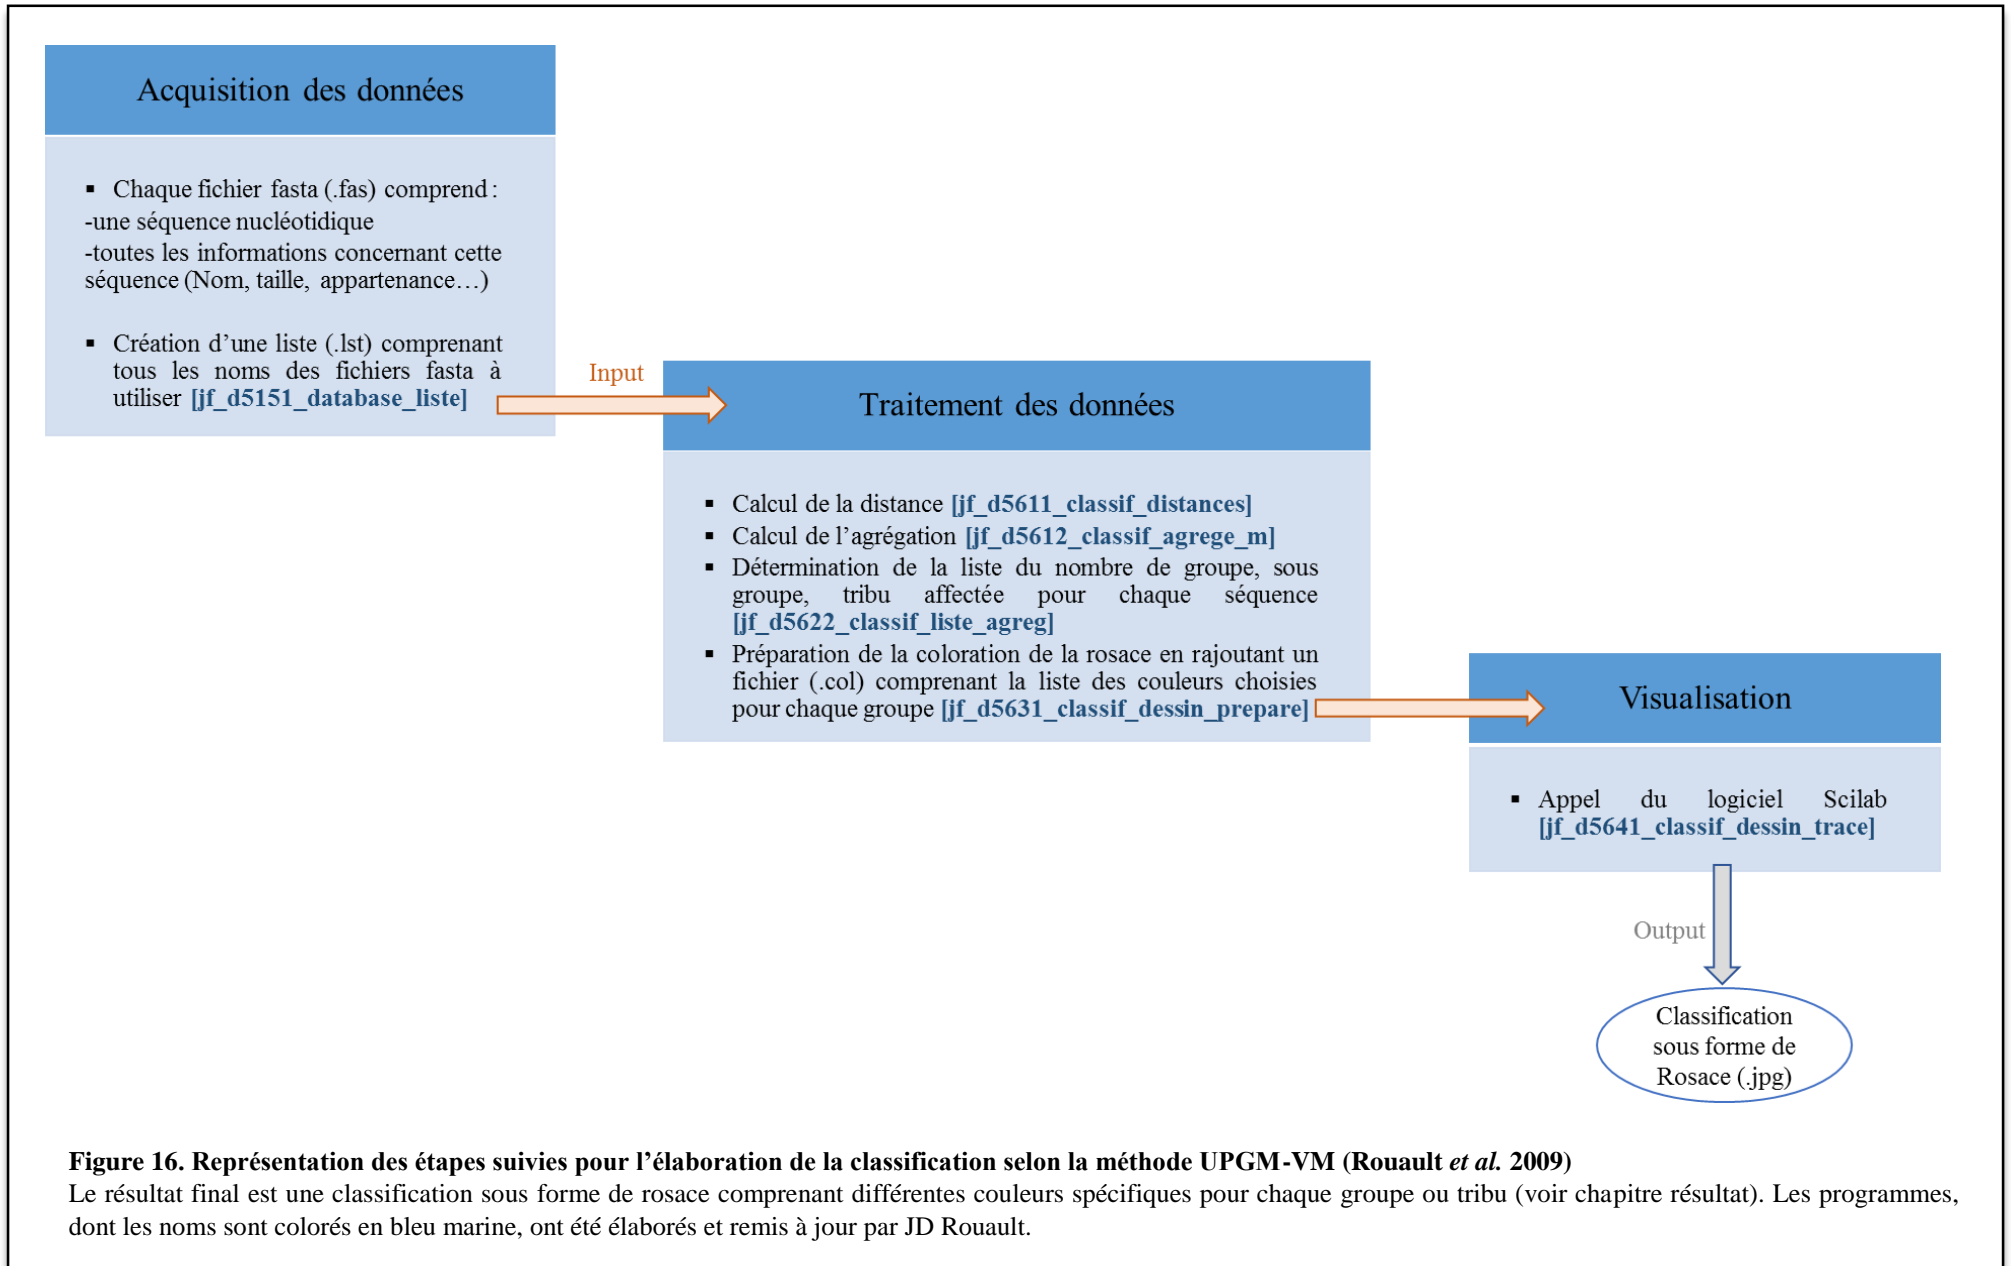 Acquisition des données
▪ Chaque fichier fasta (.fas) comprend :
-une séquence nucléotidique
-toutes les informations concernant cette
séquence (Nom, taille, appartenance…)
▪ Création d’une liste (.lst) comprenant
tous les noms des fichiers fasta à
utiliser [jf_d5151_database_liste]
Input
Traitement des données
▪ Calcul de la distance [jf_d5611_classif_distances]
▪ Calcul de l’agrégation [jf_d5612_classif_agrege_m]
▪ Détermination de la liste du nombre de groupe, sous
groupe, tribu affectée pour chaque séquence
[jf_d5622_classif_liste_agreg]
▪ Préparation de la coloration de la rosace en rajoutant un
fichier (.col) comprenant la liste des couleurs choisies
pour chaque groupe [jf_d5631_classif_dessin_prepare]
Visualisation
▪ Appel du logiciel Scilab
[jf_d5641_classif_dessin_trace]
Output
Classification
sous forme de
Rosace (.jpg)
Figure 16. Représentation des étapes suivies pour l’élaboration de la classification selon la méthode UPGM-VM (Rouault et al. 2009)
Le résultat final est une classification sous forme de rosace comprenant différentes couleurs spécifiques pour chaque groupe ou tribu (voir chapitre résultat). Les programmes,
dont les noms sont colorés en bleu marine, ont été élaborés et remis à jour par JD Rouault.